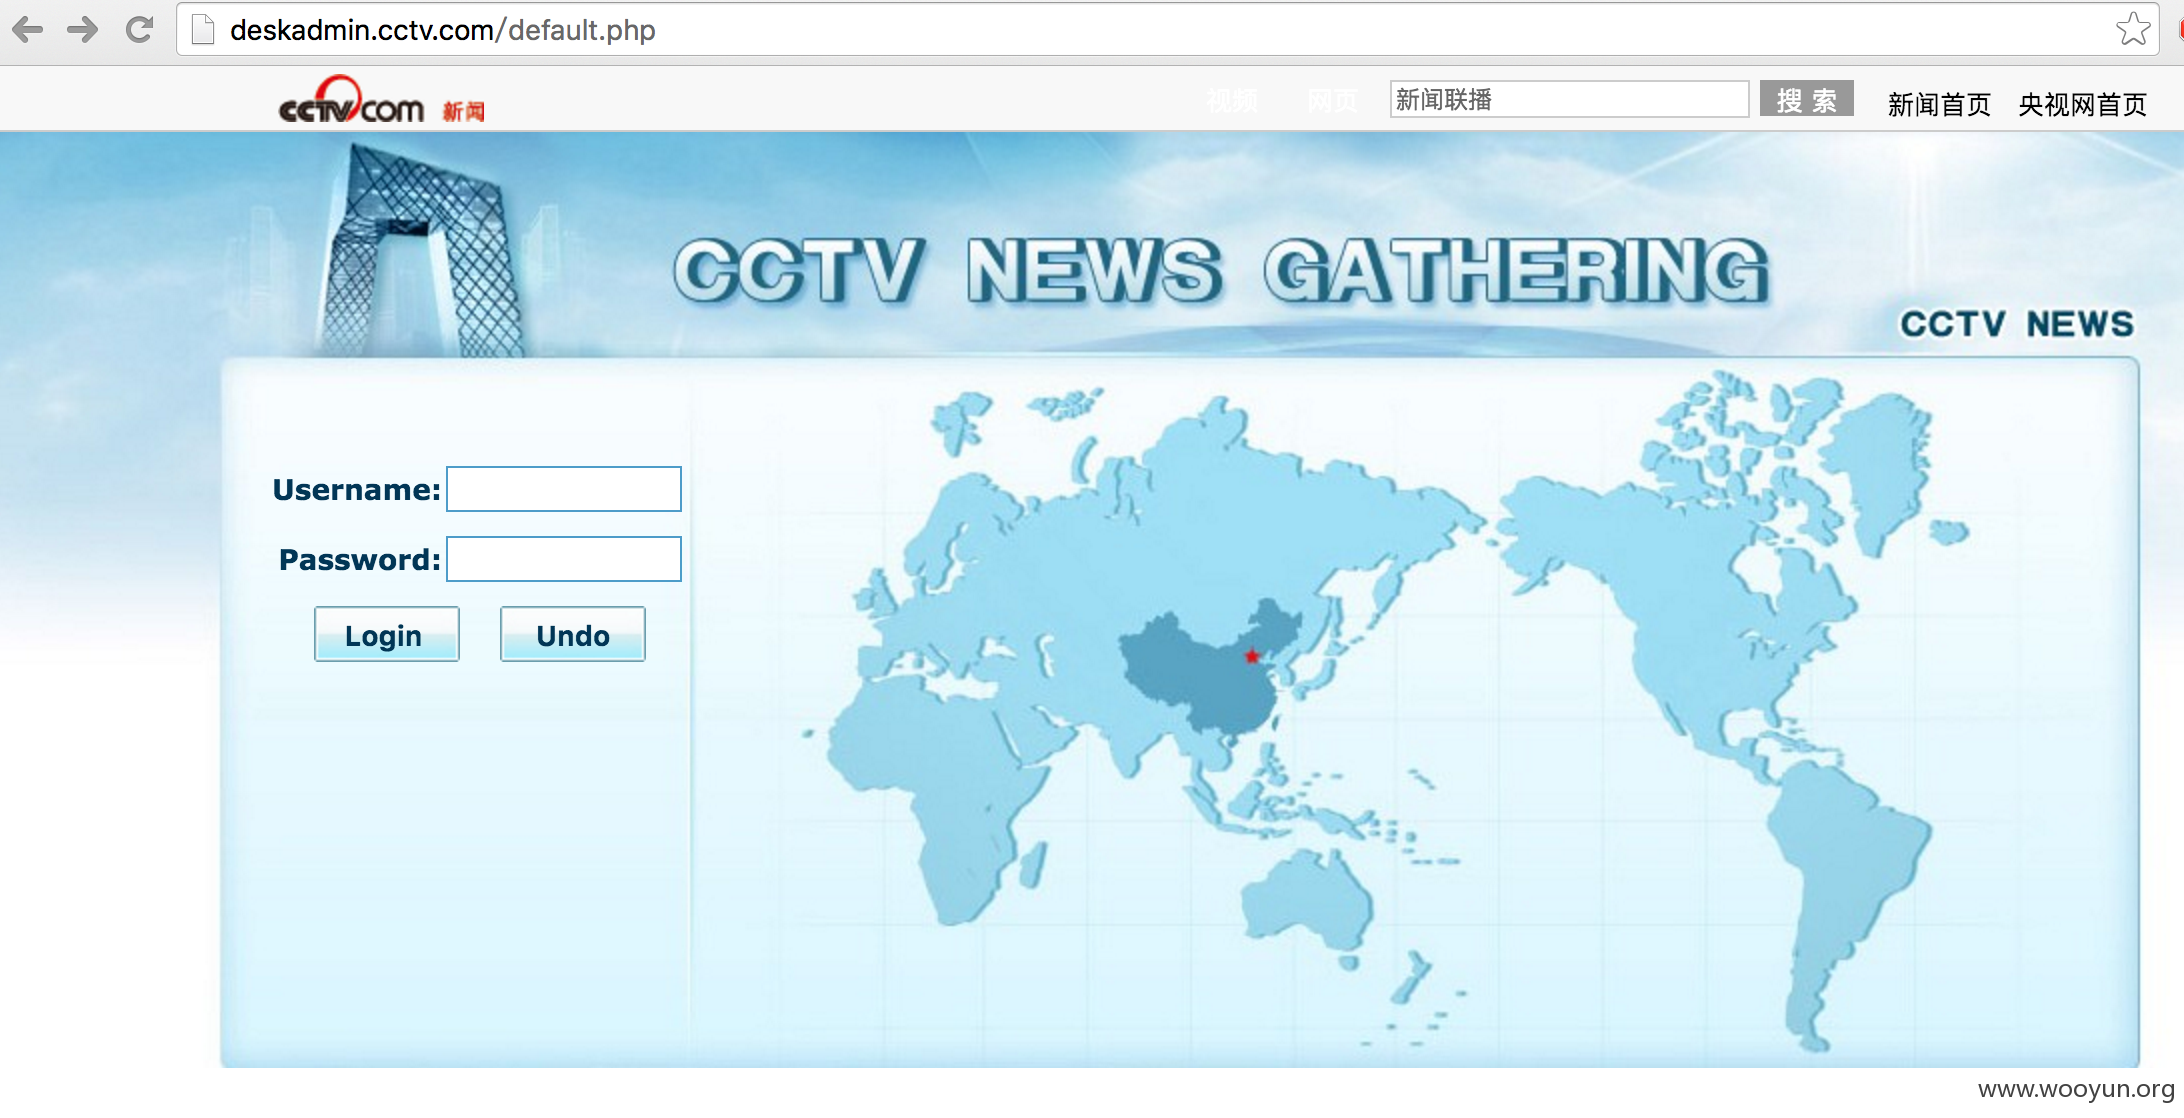 deskadmin.cctv.com/default.php
CCTV.com 新闻 视频 网页 新闻联播 搜索 新闻首页 央视网首页
CCTV NEWS GATHERING
CCTV NEWS
Username:
Password:
Login Undo
www.wooyun.org